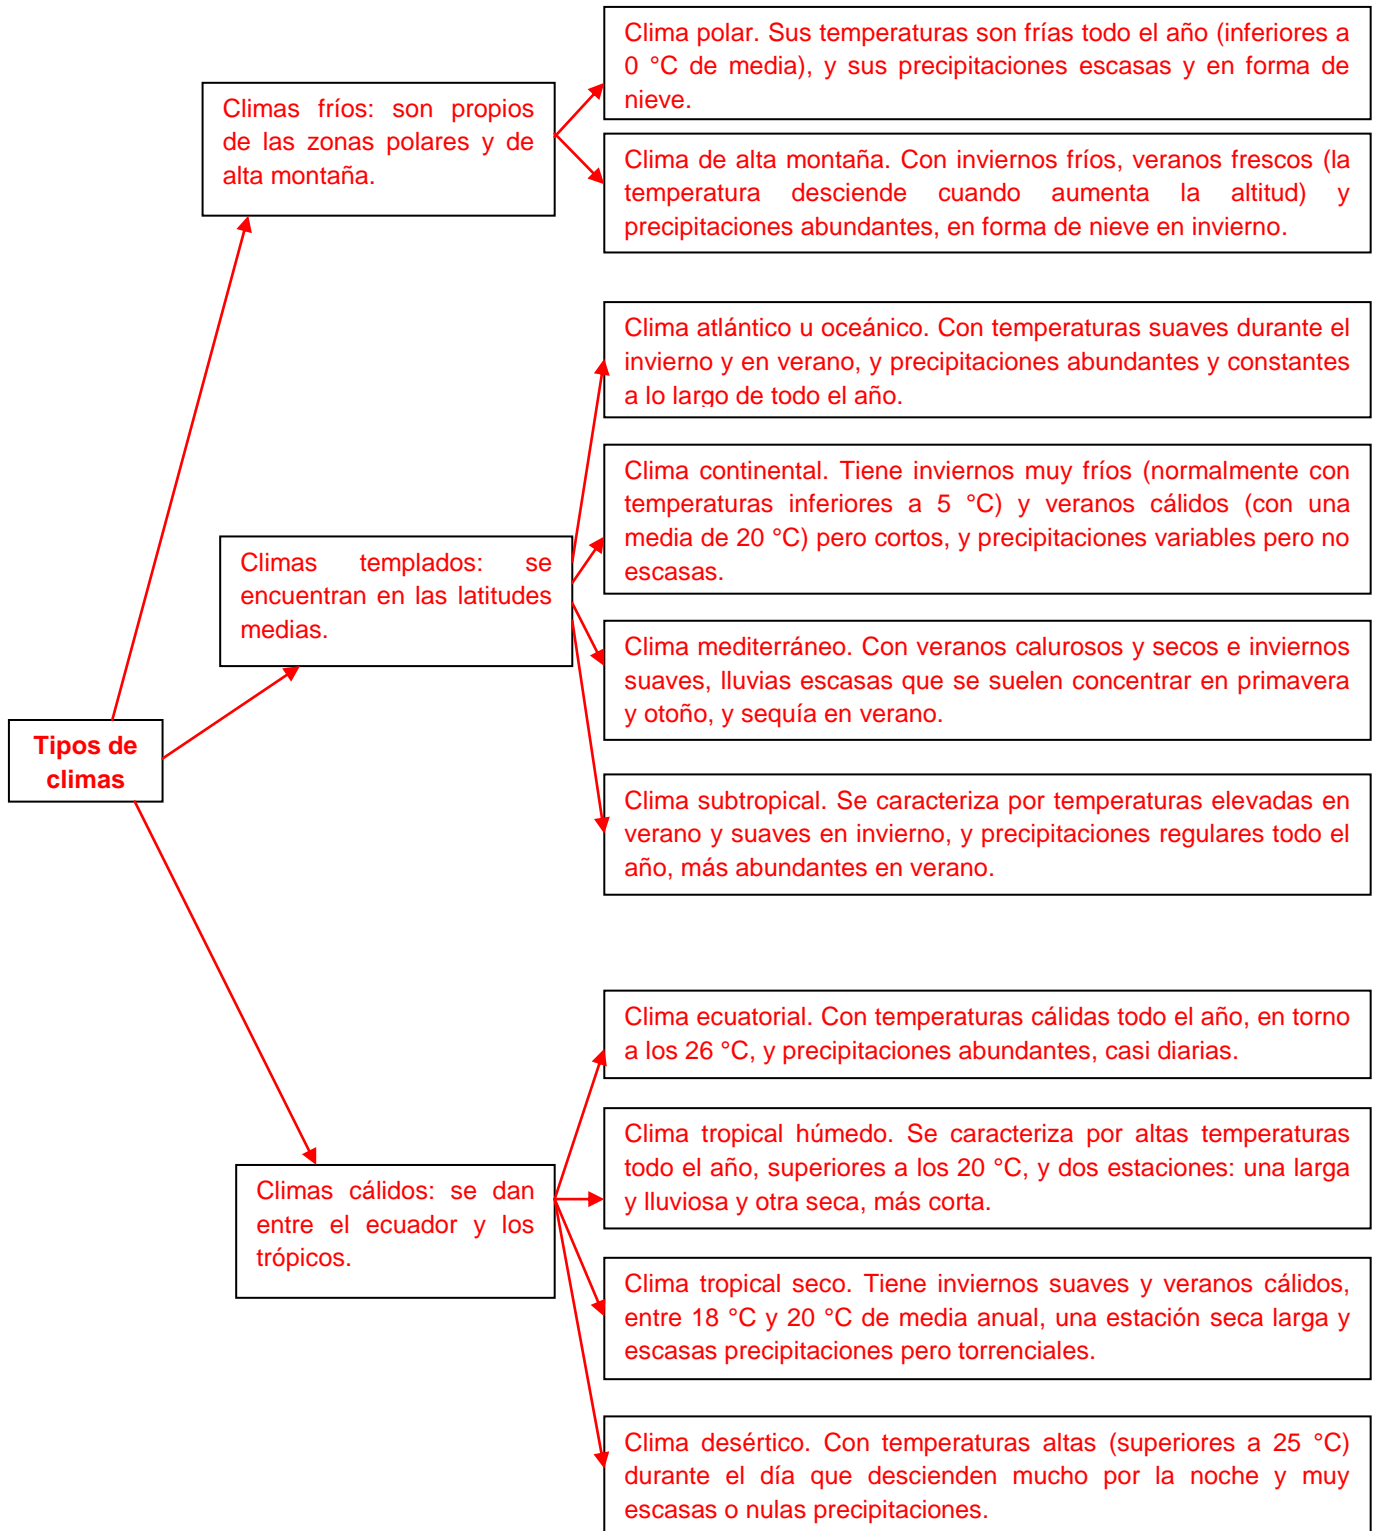 Tipos de
climas
Climas fríos: son propios
de las zonas polares y de
alta montaña.
Clima polar. Sus temperaturas son frías todo el año (inferiores a
0 °C de media), y sus precipitaciones escasas y en forma de
nieve.
Clima de alta montaña. Con inviernos fríos, veranos frescos (la
temperatura desciende cuando aumenta la altitud) y
precipitaciones abundantes, en forma de nieve en invierno.
Climas templados: se
encuentran en las latitudes
medias.
Clima atlántico u oceánico. Con temperaturas suaves durante el
invierno y en verano, y precipitaciones abundantes y constantes
a lo largo de todo el año.
Clima continental. Tiene inviernos muy fríos (normalmente con
temperaturas inferiores a 5 °C) y veranos cálidos (con una
media de 20 °C) pero cortos, y precipitaciones variables pero no
escasas.
Clima mediterráneo. Con veranos calurosos y secos e inviernos
suaves, lluvias escasas que se suelen concentrar en primavera
y otoño, y sequía en verano.
Clima subtropical. Se caracteriza por temperaturas elevadas en
verano y suaves en invierno, y precipitaciones regulares todo el
año, más abundantes en verano.
Climas cálidos: se dan
entre el ecuador y los
trópicos.
Clima ecuatorial. Con temperaturas cálidas todo el año, en torno
a los 26 °C, y precipitaciones abundantes, casi diarias.
Clima tropical húmedo. Se caracteriza por altas temperaturas
todo el año, superiores a los 20 °C, y dos estaciones: una larga
y lluviosa y otra seca, más corta.
Clima tropical seco. Tiene inviernos suaves y veranos cálidos,
entre 18 °C y 20 °C de media anual, una estación seca larga y
escasas precipitaciones pero torrenciales.
Clima desértico. Con temperaturas altas (superiores a 25 °C)
durante el día que descienden mucho por la noche y muy
escasas o nulas precipitaciones.